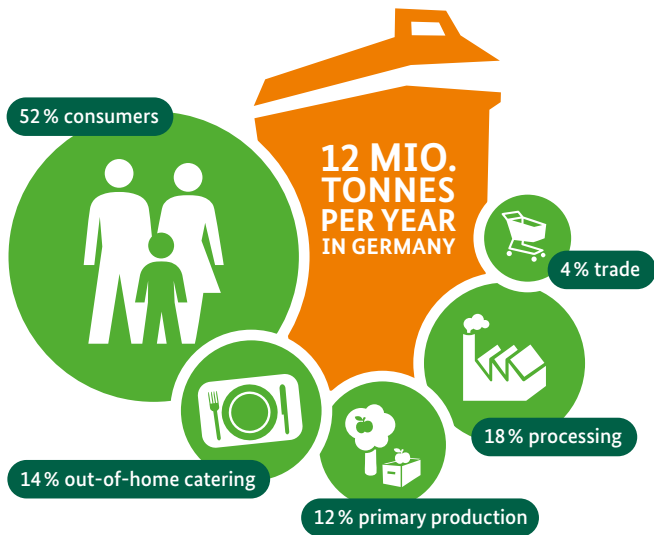 52 % consumers
12 MIO.
TONNES
PER YEAR
IN GERMANY
4 % trade
18 % processing
14 % out-of-home catering
12 % primary production